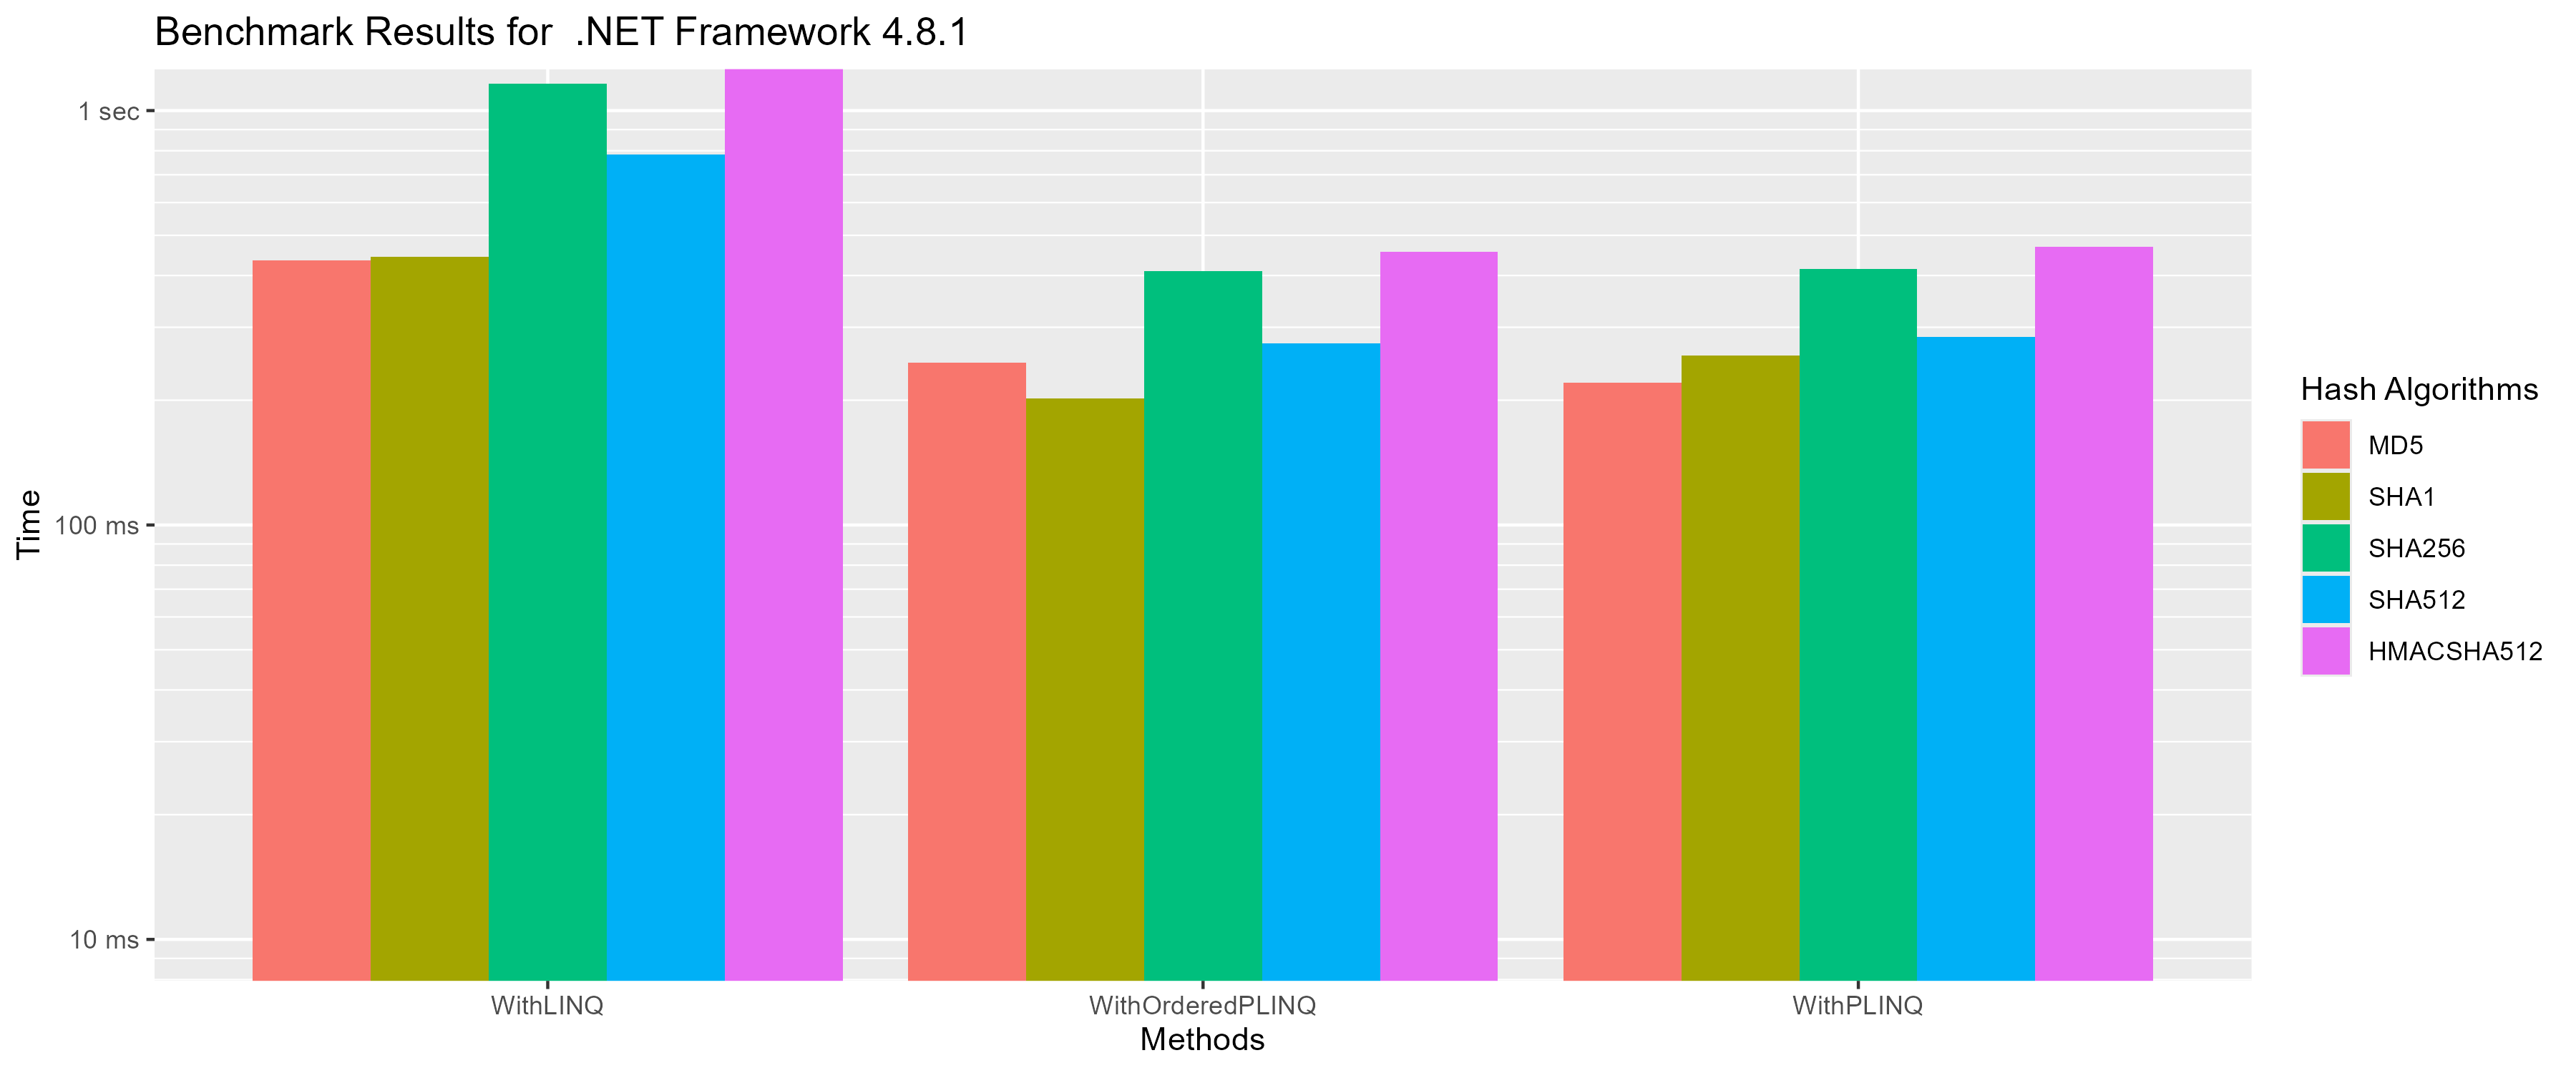 Benchmark Results for  .NET Framework 4.8.1
Time
1 sec
100 ms
10 ms
WithLINQ
WithOrderedPLINQ
WithPLINQ
Methods
Hash Algorithms
MD5
SHA1
SHA256
SHA512
HMACSHA512